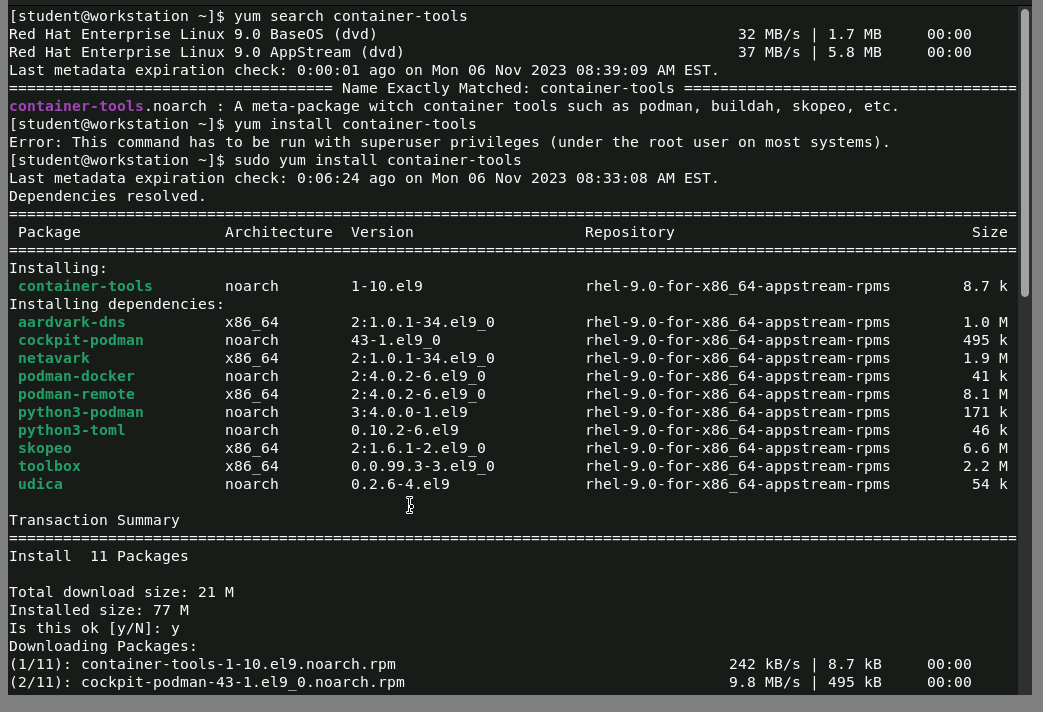 [student@workstation ~]$ yum search container-tools
Red Hat Enterprise Linux 9.0 BaseOS (dvd) 32 MB/s | 1.7 MB 00:00
Red Hat Enterprise Linux 9.0 AppStream (dvd) 37 MB/s | 5.8 MB 00:00
Last metadata expiration check: 0:00:01 ago on Mon 06 Nov 2023 08:39:09 AM EST.
==================================== Name Exactly Matched: container-tools =====================================
container-tools.noarch : A meta-package witch container tools such as podman, buildah, skopeo, etc.
[student@workstation ~]$ yum install container-tools
Error: This command has to be run with superuser privileges (under the root user on most systems).
[student@workstation ~]$ sudo yum install container-tools
Last metadata expiration check: 0:06:24 ago on Mon 06 Nov 2023 08:33:08 AM EST.
Dependencies resolved.
================================================================================================================
Package Architecture Version Repository Size
================================================================================================================
Installing:
container-tools noarch 1-10.el9 rhel-9.0-for-x86_64-appstream-rpms 8.7 k
Installing dependencies:
aardvark-dns x86_64 2:1.0.1-34.el9_0 rhel-9.0-for-x86_64-appstream-rpms 1.0 M
cockpit-podman noarch 43-1.el9_0 rhel-9.0-for-x86_64-appstream-rpms 495 k
netavark x86_64 2:1.0.1-34.el9_0 rhel-9.0-for-x86_64-appstream-rpms 1.9 M
podman-docker noarch 2:4.0.2-6.el9_0 rhel-9.0-for-x86_64-appstream-rpms 41 k
podman-remote x86_64 2:4.0.2-6.el9_0 rhel-9.0-for-x86_64-appstream-rpms 8.1 M
python3-podman noarch 3:4.0.0-1.el9 rhel-9.0-for-x86_64-appstream-rpms 171 k
python3-toml noarch 0.10.2-6.el9 rhel-9.0-for-x86_64-appstream-rpms 46 k
skopeo x86_64 2:1.6.1-2.el9_0 rhel-9.0-for-x86_64-appstream-rpms 6.6 M
toolbox x86_64 0.0.99.3-3.el9_0 rhel-9.0-for-x86_64-appstream-rpms 2.2 M
udica noarch 0.2.6-4.el9 rhel-9.0-for-x86_64-appstream-rpms 54 k
Transaction Summary
================================================================================================================
Install 11 Packages
Total download size: 21 M
Installed size: 77 M
Is this ok [y/N]: y
Downloading Packages:
(1/11): container-tools-1-10.el9.noarch.rpm 242 kB/s | 8.7 kB 00:00
(2/11): cockpit-podman-43-1.el9_0.noarch.rpm 9.8 MB/s | 495 kB 00:00